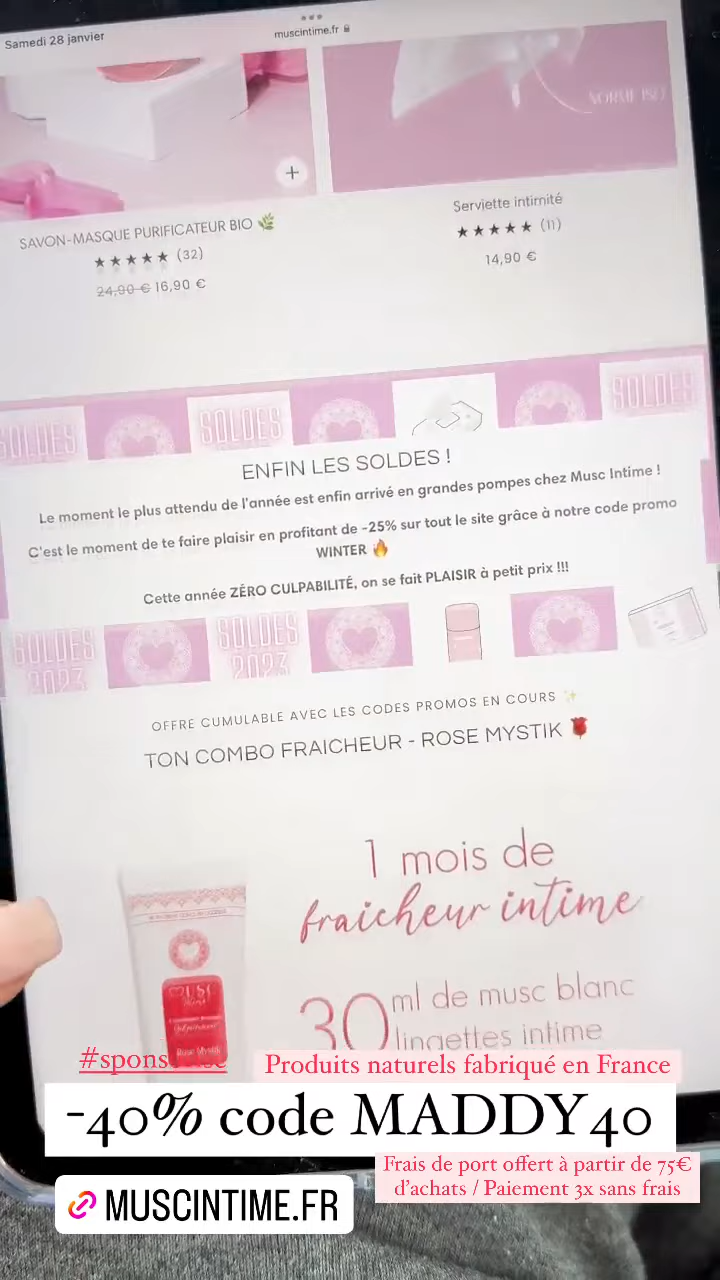 Samedi 28 janvier
muscintime.fr
NORME ISO
SAVON-MASQUE PURIFICATEUR BIO 🌿
★★★★★ (32)
24,90 € 16,90 €
Serviette intimité
★★★★★ (11)
14,90 €
SOLDES SOLDES SOLDES
ENFIN LES SOLDES !
Le moment le plus attendu de l'année est enfin arrivé en grandes pompes chez Musc Intime !
C'est le moment de te faire plaisir en profitant de -25% sur tout le site grâce à notre code promo
WINTER 🔥
Cette année ZÉRO CULPABILITÉ, on se fait PLAISIR à petit prix !!!
SOLDES SOLDES
2023 2023
OFFRE CUMULABLE AVEC LES CODES PROMOS EN COURS ✨
TON COMBO FRAICHEUR - ROSE MYSTIK 🌹
1 mois de
fraicheur intime
30 ml de musc blanc
lingettes intime
MUSC
Rose Mystik
#spons
Produits naturels fabriqué en France
-40% code MADDY40
Frais de port offert à partir de 75€
d'achats / Paiement 3x sans frais
MUSCINTIME.FR